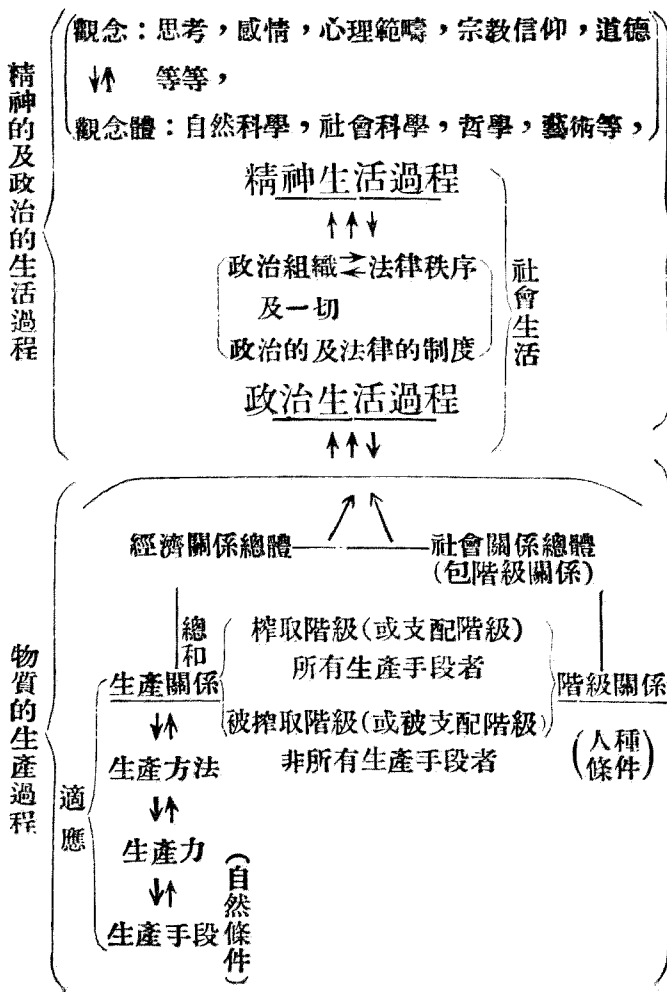 精神的及政治的生活過程
觀念：思考，感情，心理範疇，宗教信仰，道德
等等，
觀念體：自然科學，社會科學，哲學，藝術等，
精神生活過程
政治組織⇄法律秩序
及一切
政治的及法律的制度
政治生活過程
社會生活
物質的生產過程
經濟關係總體——社會關係總體
(包階級關係)
總和
生產關係
榨取階級(或支配階級)
所有生產手段者
被榨取階級(或被支配階級)
非所有生產手段者
階級關係
(人種
條件)
適應
生產方法
生產力
生產手段
(自然條件)